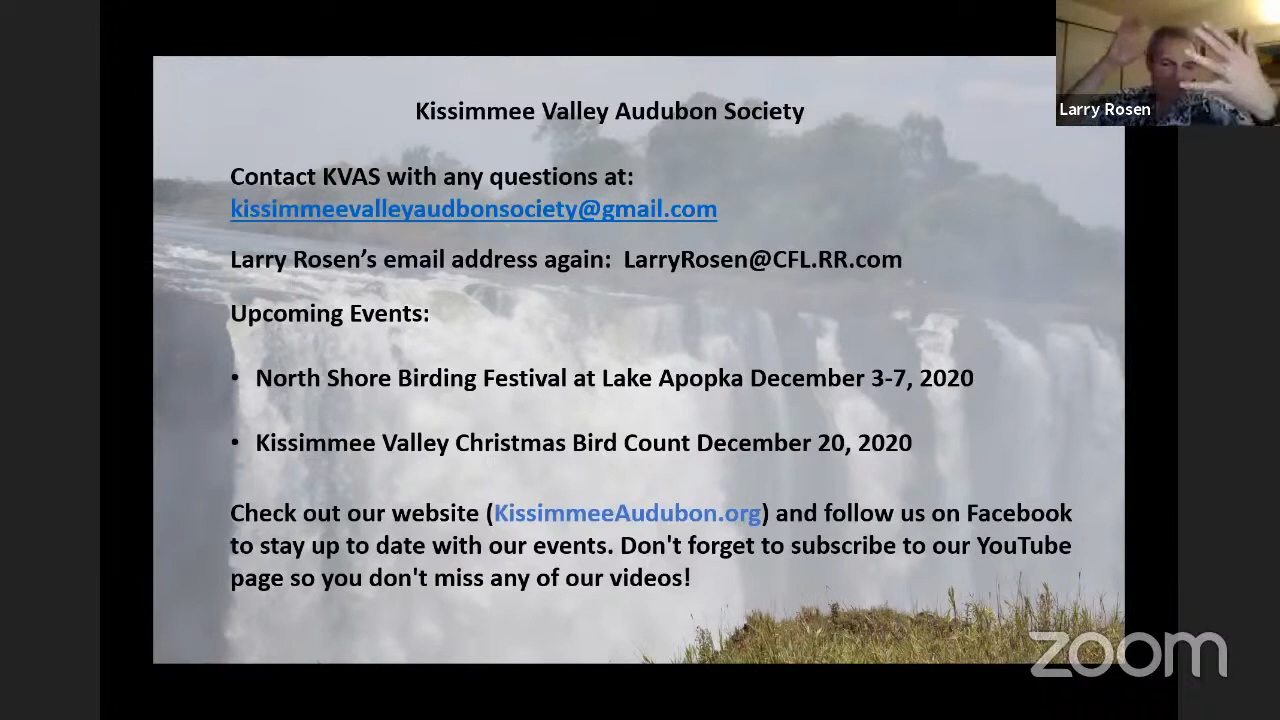 Kissimmee Valley Audubon Society
Larry Rosen
Contact KVAS with any questions at:
kissimmeevalleyaudbonsociety@gmail.com
Larry Rosen’s email address again:  LarryRosen@CFL.RR.com
Upcoming Events:
• North Shore Birding Festival at Lake Apopka December 3-7, 2020
• Kissimmee Valley Christmas Bird Count December 20, 2020
Check out our website (KissimmeeAudubon.org) and follow us on Facebook
to stay up to date with our events. Don't forget to subscribe to our YouTube
page so you don't miss any of our videos!
zoom